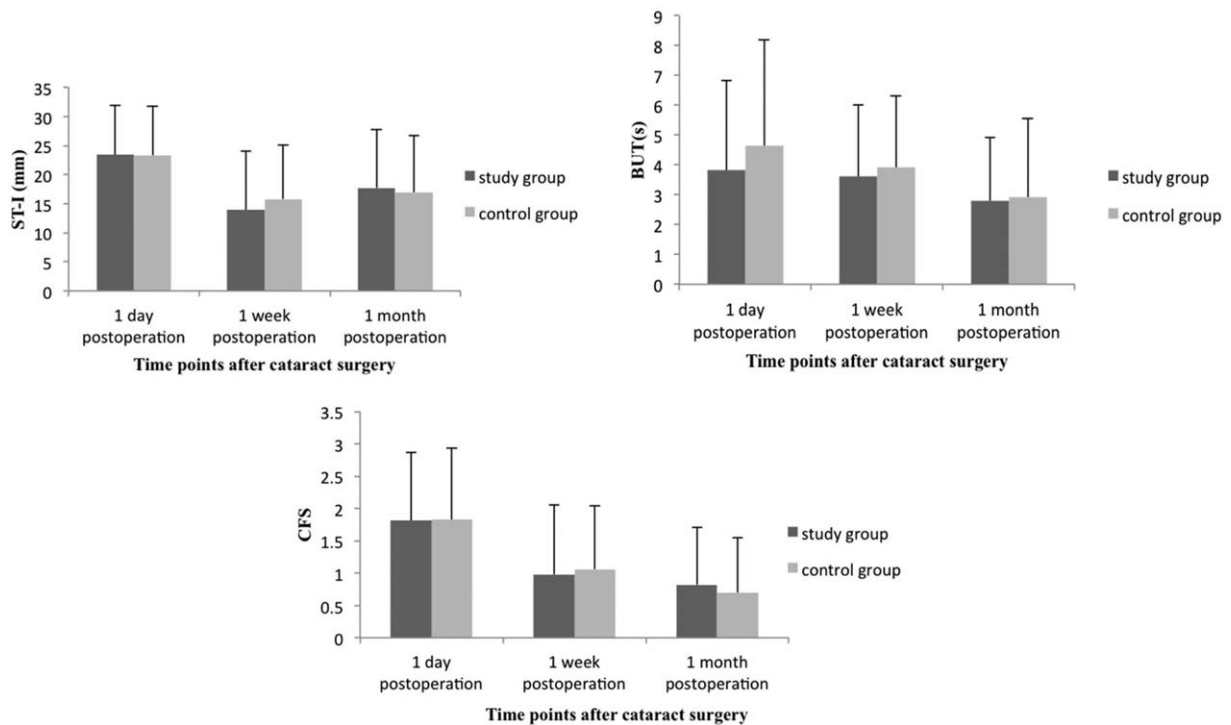 ST-I (mm)
35
30
25
20
15
10
5
0
1 day
postoperation
1 week
postoperation
1 month
postoperation
Time points after cataract surgery
study group
control group
BUT(s)
9
8
7
6
5
4
3
2
1
0
1 day
postoperation
1 week
postoperation
1 month
postoperation
Time points after cataract surgery
study group
control group
CFS
3.5
3
2.5
2
1.5
1
0.5
0
1 day
postoperation
1 week
postoperation
1 month
postoperation
Time points after cataract surgery
study group
control group